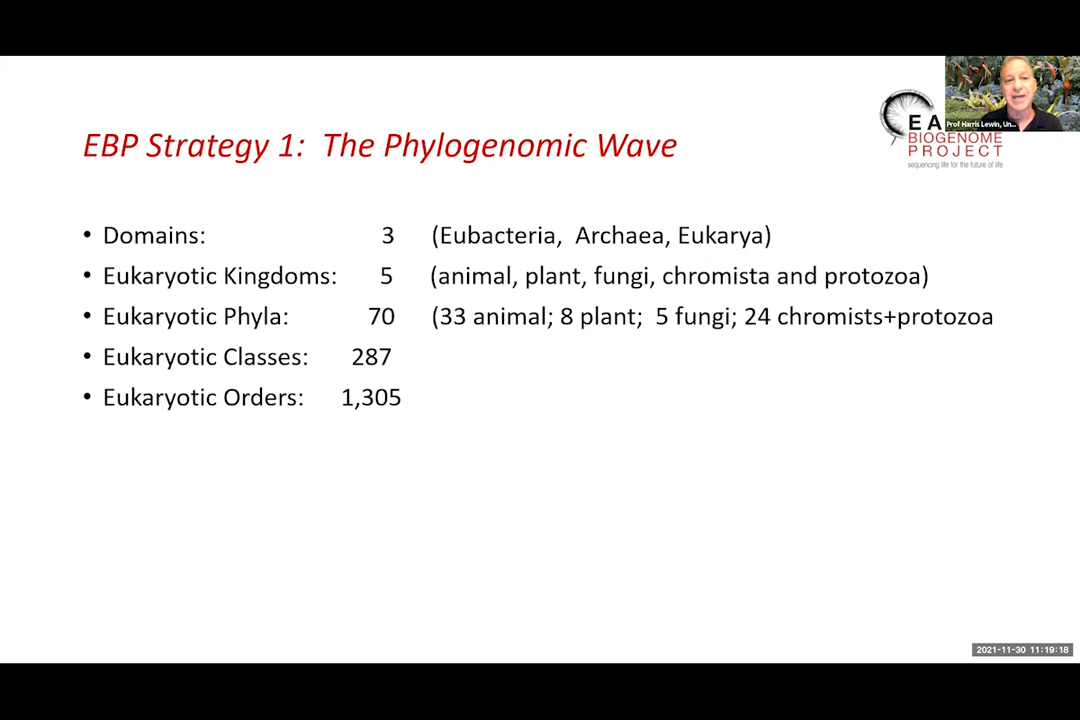 EBP Strategy 1: The Phylogenomic Wave
EA
BIOGENOME
PROJECT
sequencing life for the future of life
Prof Harris Lewin, Un...
• Domains: 3 (Eubacteria, Archaea, Eukarya)
• Eukaryotic Kingdoms: 5 (animal, plant, fungi, chromista and protozoa)
• Eukaryotic Phyla: 70 (33 animal; 8 plant; 5 fungi; 24 chromists+protozoa
• Eukaryotic Classes: 287
• Eukaryotic Orders: 1,305
2021-11-30 11:19:18